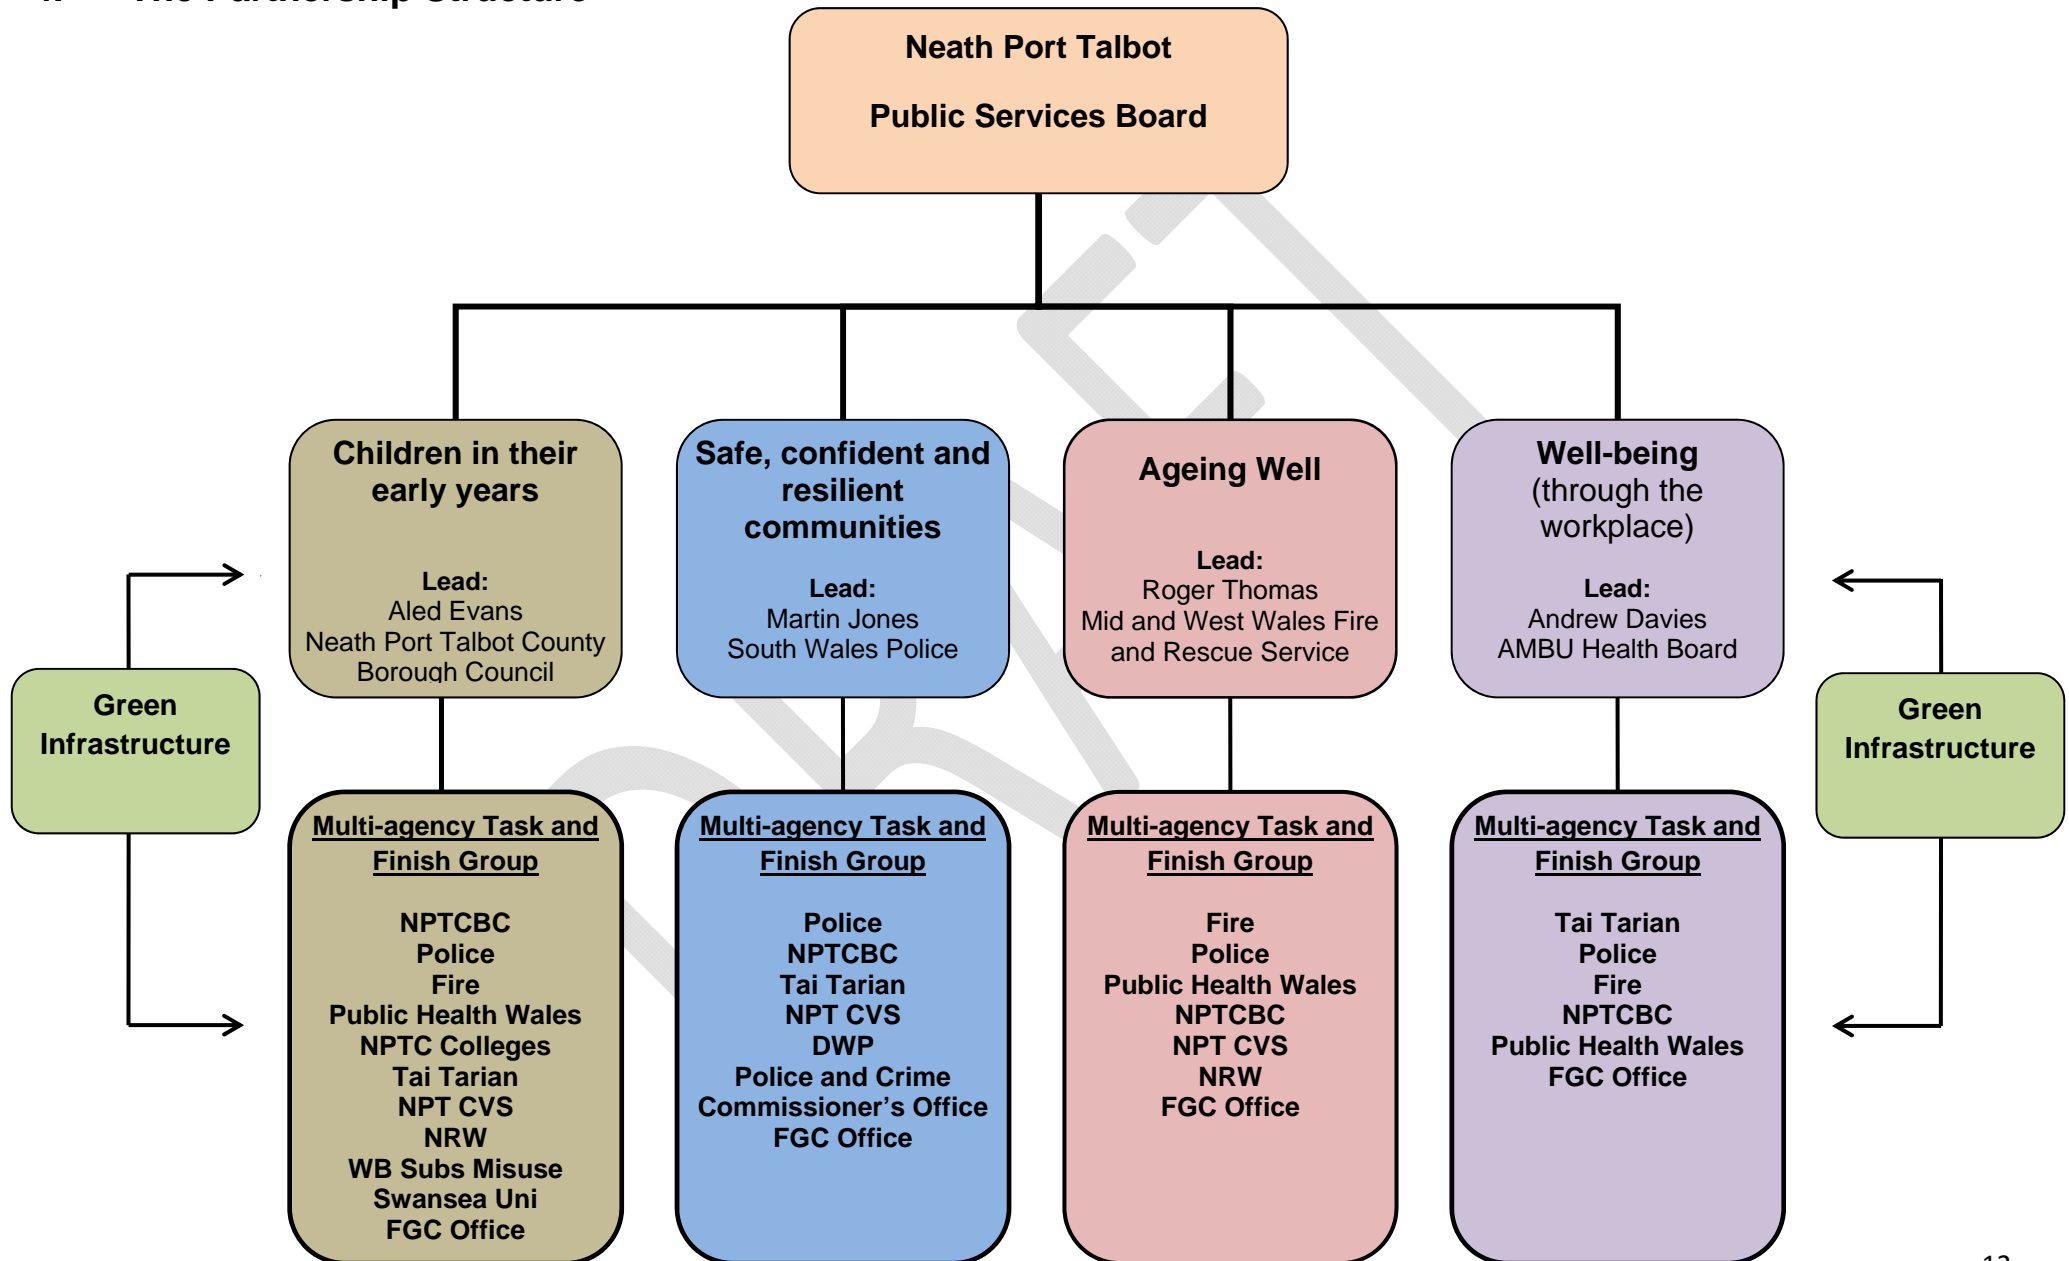 The Partnership Structure
Neath Port Talbot
Public Services Board
Children in their
early years
Lead:
Aled Evans
Neath Port Talbot County
Borough Council
Safe, confident and
resilient
communities
Lead:
Martin Jones
South Wales Police
Ageing Well
Lead:
Roger Thomas
Mid and West Wales Fire
and Rescue Service
Well-being
(through the
workplace)
Lead:
Andrew Davies
AMBU Health Board
Green
Infrastructure
Green
Infrastructure
Multi-agency Task and
Finish Group
NPTCBC
Police
Fire
Public Health Wales
NPTC Colleges
Tai Tarian
NPT CVS
NRW
WB Subs Misuse
Swansea Uni
FGC Office
Multi-agency Task and
Finish Group
Police
NPTCBC
Tai Tarian
NPT CVS
DWP
Police and Crime
Commissioner’s Office
FGC Office
Multi-agency Task and
Finish Group
Fire
Police
Public Health Wales
NPTCBC
NPT CVS
NRW
FGC Office
Multi-agency Task and
Finish Group
Tai Tarian
Police
Fire
NPTCBC
Public Health Wales
FGC Office
DRAFT